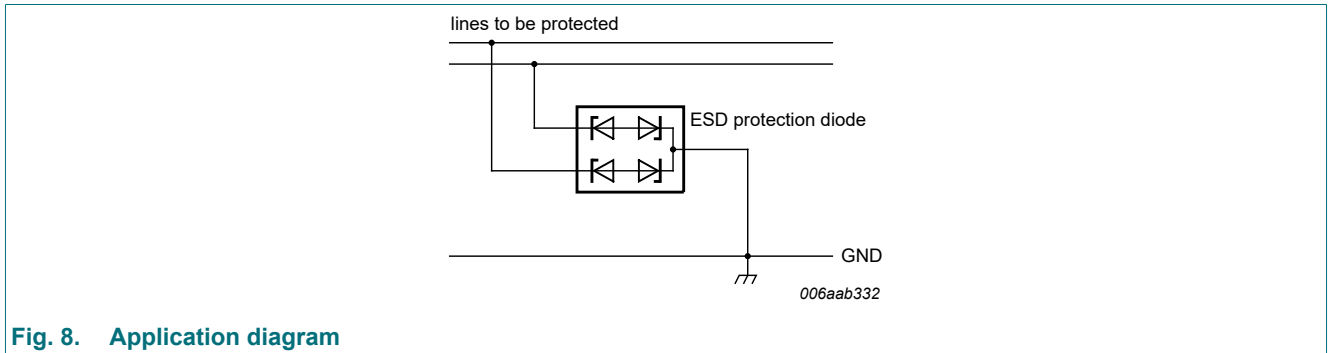 lines to be protected
ESD protection diode
GND
006aab332
Fig. 8. Application diagram